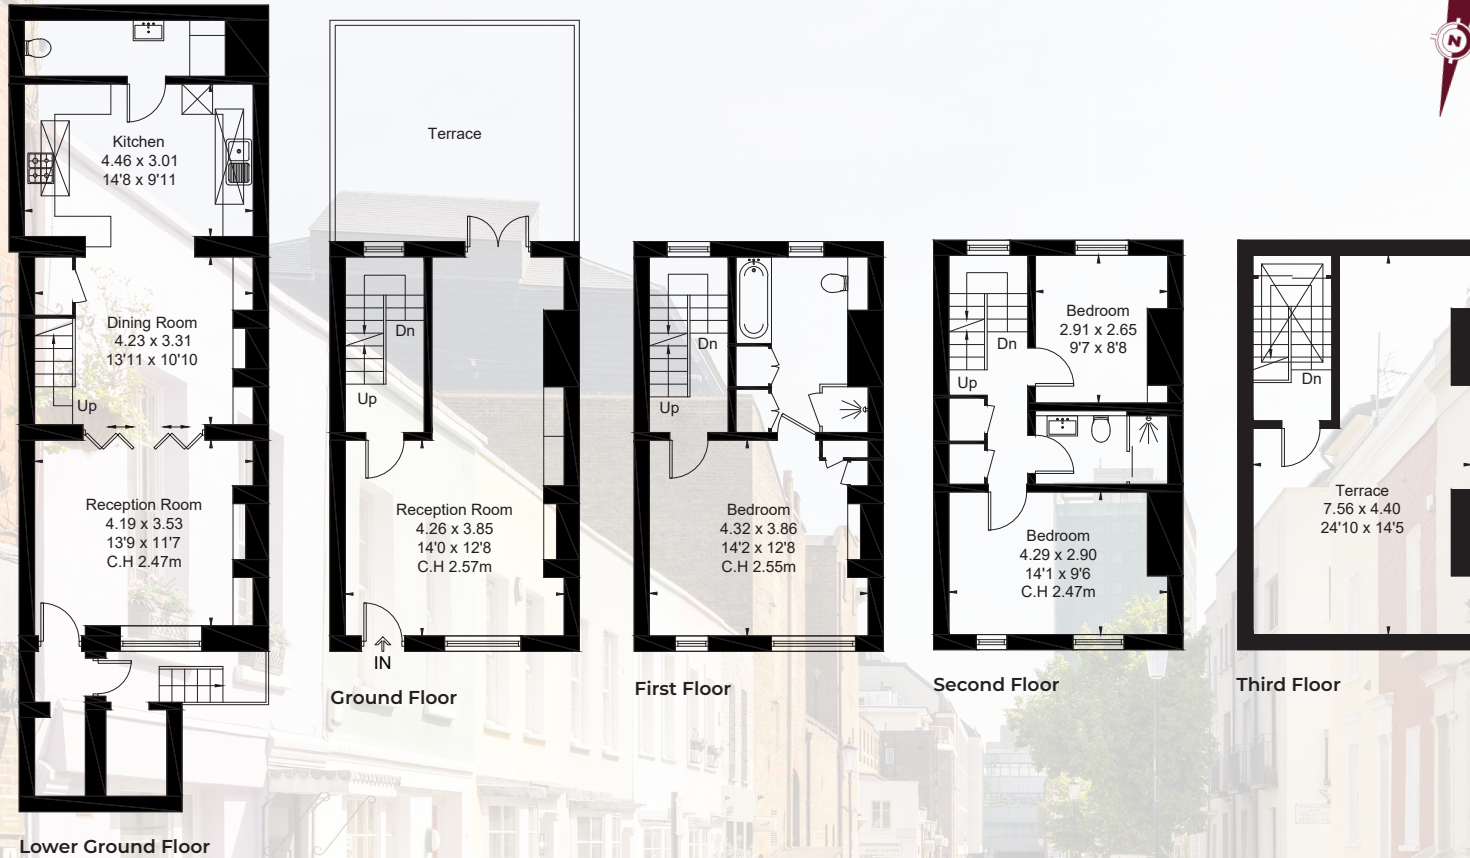 N
Kitchen
4.46 x 3.01
14'8 x 9'11
Dining Room
4.23 x 3.31
13'11 x 10'10
Up
Reception Room
4.19 x 3.53
13'9 x 11'7
C.H 2.47m
Lower Ground Floor
Terrace
Dn
Up
Reception Room
4.26 x 3.85
14'0 x 12'8
C.H 2.57m
IN
Ground Floor
Dn
Up
Bedroom
4.32 x 3.86
14'2 x 12'8
C.H 2.55m
First Floor
Bedroom
2.91 x 2.65
9'7 x 8'8
Dn
Up
Bedroom
4.29 x 2.90
14'1 x 9'6
C.H 2.47m
Second Floor
Dn
Terrace
7.56 x 4.40
24'10 x 14'5
Third Floor